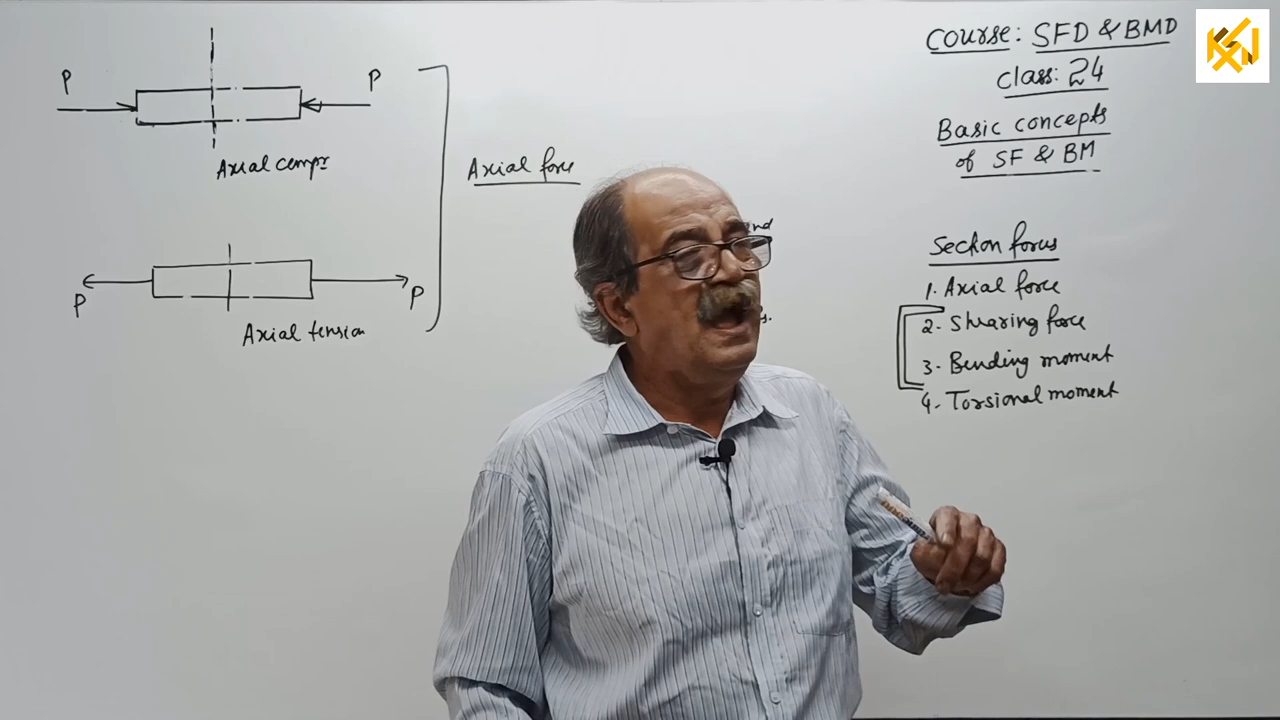 P
P
Axial compr
P
P
Axial tension
Axial force
Course: SFD & BMD
Class: 24
Basic concepts
of SF & BM
Section forces
1. Axial force
2. Shearing force
3. Bending moment
4. Torsional moment